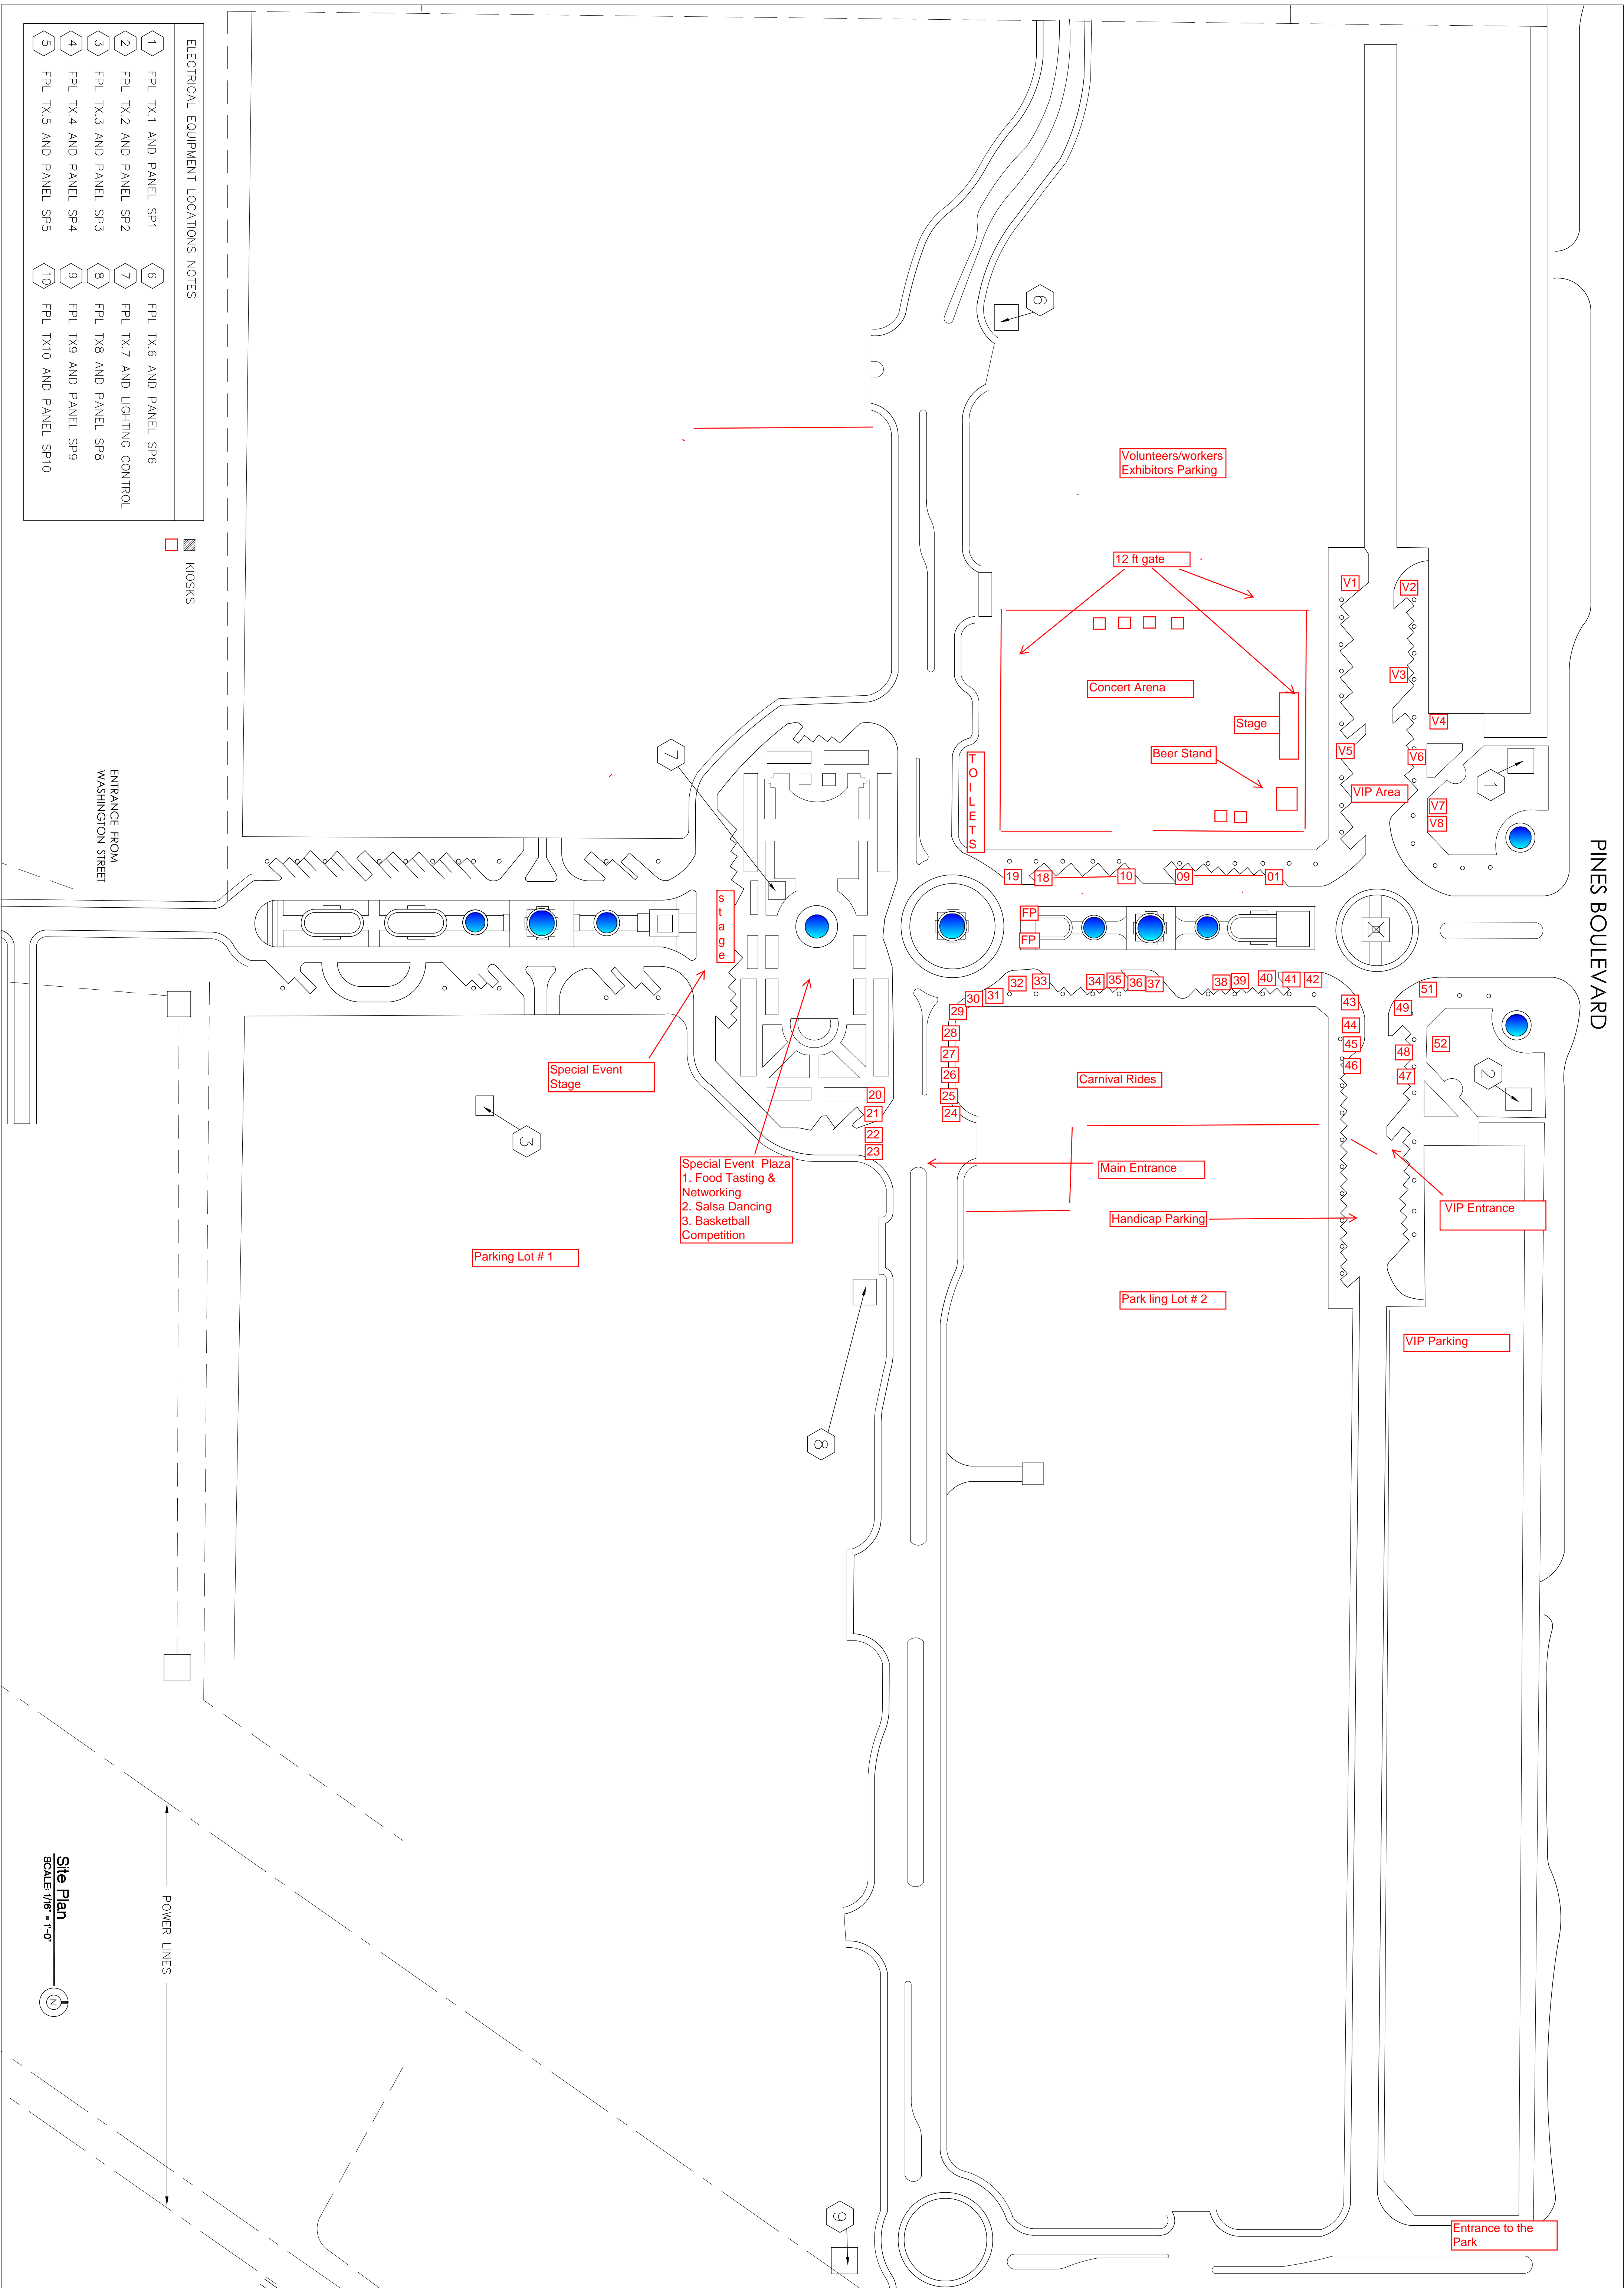 PINES BOULEVARD
ELECTRICAL EQUIPMENT LOCATIONS NOTES
1 FPL TX.1 AND PANEL SP1
2 FPL TX.2 AND PANEL SP2
3 FPL TX.3 AND PANEL SP3
4 FPL TX.4 AND PANEL SP4
5 FPL TX.5 AND PANEL SP5
6 FPL TX.6 AND PANEL SP6
7 FPL TX.7 AND LIGHTING CONTROL
8 FPL TX8 AND PANEL SP8
9 FPL TX9 AND PANEL SP9
10 FPL TX10 AND PANEL SP10
KIOSKS
6
Volunteers/workers
Exhibitors Parking
12 ft gate
V1
V2
V3
V4
V5
V6
V7
V8
Concert Arena
Stage
Beer Stand
VIP Area
1
TOILETS
7
ENTRANCE FROM
WASHINGTON STREET
19
18
10
09
01
stage
FP
FP
32
33
34
35
36
37
38
39
40
41
42
51
30
31
29
43
49
28
44
27
45
48
52
26
46
47
25
24
20
21
22
23
2
3
Special Event
Stage
Carnival Rides
Special Event Plaza
1. Food Tasting &
Networking
2. Salsa Dancing
3. Basketball
Competition
Main Entrance
VIP Entrance
Handicap Parking
Parking Lot # 1
Park ling Lot # 2
VIP Parking
8
POWER LINES
Site Plan
SCALE: 1/16" = 1'-0"
N
9
Entrance to the
Park